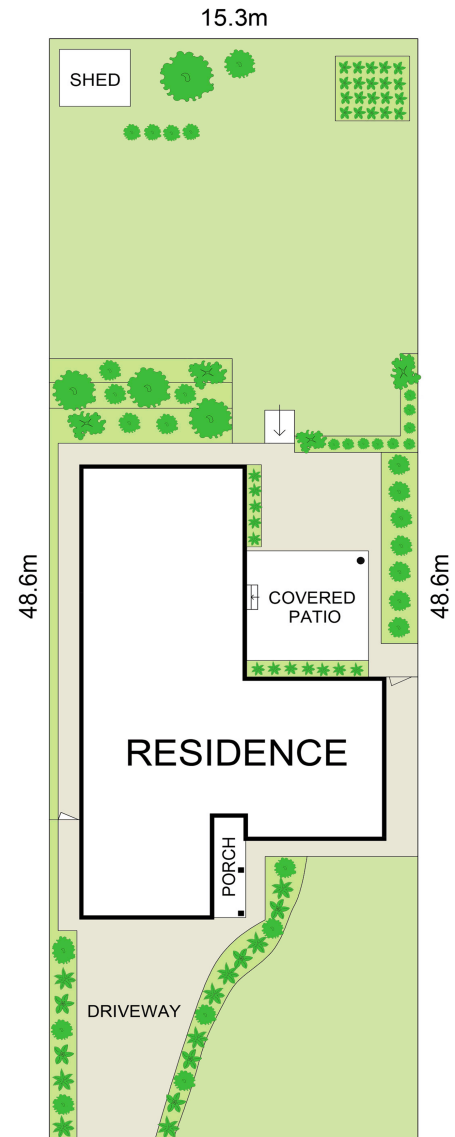 15.3m
SHED
48.6m
48.6m
COVERED
PATIO
RESIDENCE
PORCH
DRIVEWAY